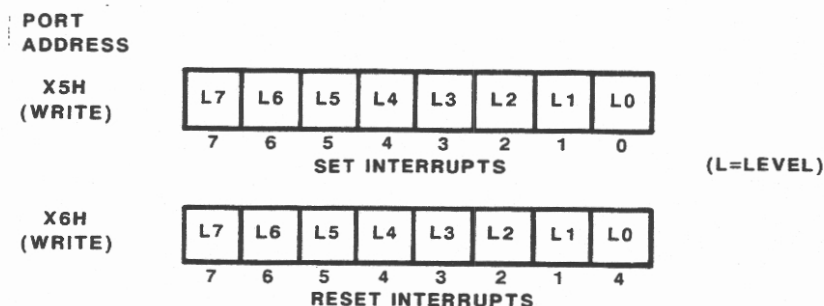 PORT
ADDRESS
X5H
(WRITE)
L7 L6 L5 L4 L3 L2 L1 L0
7 6 5 4 3 2 1 0
SET INTERRUPTS
(L=LEVEL)
X6H
(WRITE)
L7 L6 L5 L4 L3 L2 L1 L0
7 6 5 4 3 2 1 4
RESET INTERRUPTS